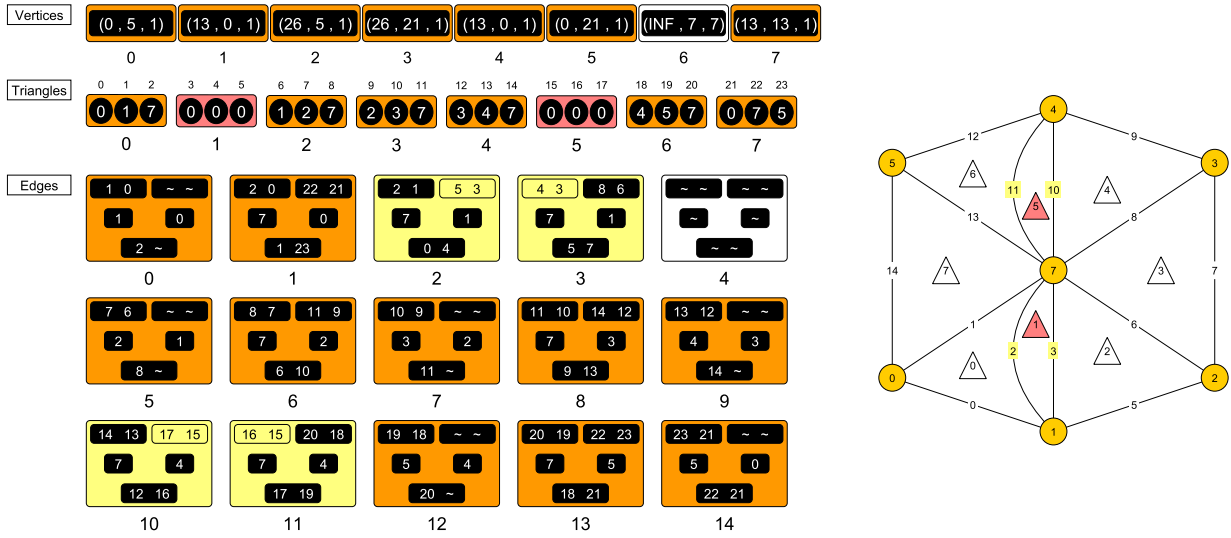 Vertices
(0 , 5 , 1) (13 , 0 , 1) (26 , 5 , 1) (26 , 21 , 1) (13 , 0 , 1) (0 , 21 , 1) (INF , 7 , 7) (13 , 13 , 1)
0 1 2 3 4 5 6 7
0 1 2 3 4 5 6 7 8 9 10 11 12 13 14 15 16 17 18 19 20 21 22 23
Triangles
0 1 7 0 0 0 1 2 7 2 3 7 3 4 7 0 0 0 4 5 7 0 7 5
0 1 2 3 4 5 6 7
Edges
1 0 ~ ~ 2 0 22 21 2 1 5 3 4 3 8 6 ~ ~ ~ ~
1 0 7 0 7 1 7 1 ~ ~
2 ~ 1 23 0 4 5 7 ~ ~
0 1 2 3 4
7 6 ~ ~ 8 7 11 9 10 9 ~ ~ 11 10 14 12 13 12 ~ ~
2 1 7 2 3 2 7 3 4 3
8 ~ 6 10 11 ~ 9 13 14 ~
5 6 7 8 9
14 13 17 15 16 15 20 18 19 18 ~ ~ 20 19 22 23 23 21 ~ ~
7 4 7 4 5 4 7 5 5 0
12 16 17 19 20 ~ 18 21 22 21
10 11 12 13 14
4
12 9
5 3
6 4
11 10
5
13 8
14 7 7 3 7
1 6
1
2 3 2
0
0 2
0 5
1